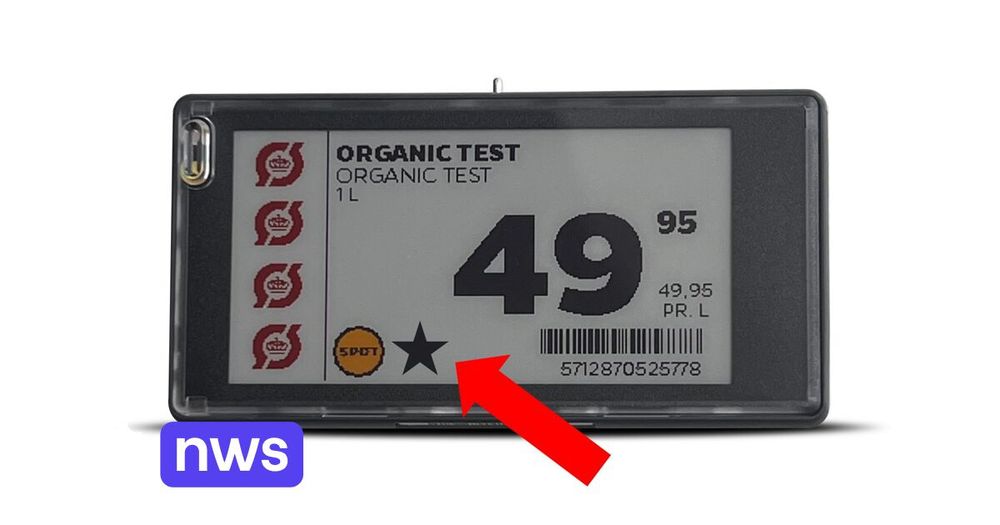 ORGANIC TEST
ORGANIC TEST
1 L
49 95
49,95
PR. L
SPOT
5712870525778
nws